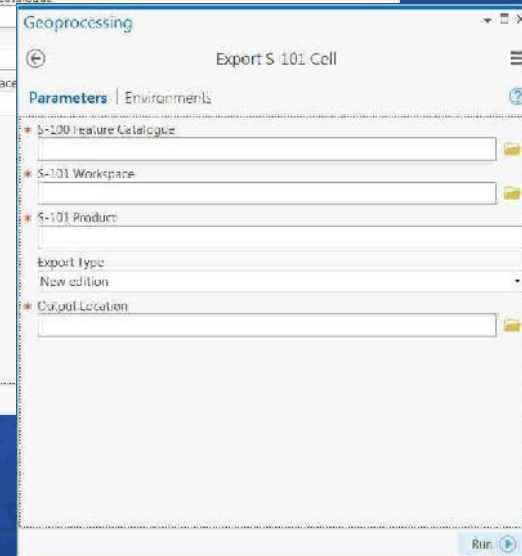 Geoprocessing
Export S-101 Cell
Parameters | Environments
* S-100 Feature Catalogue
* S-101 Workspace
* S-101 Product
Export Type
New edition
* Output Location
Run